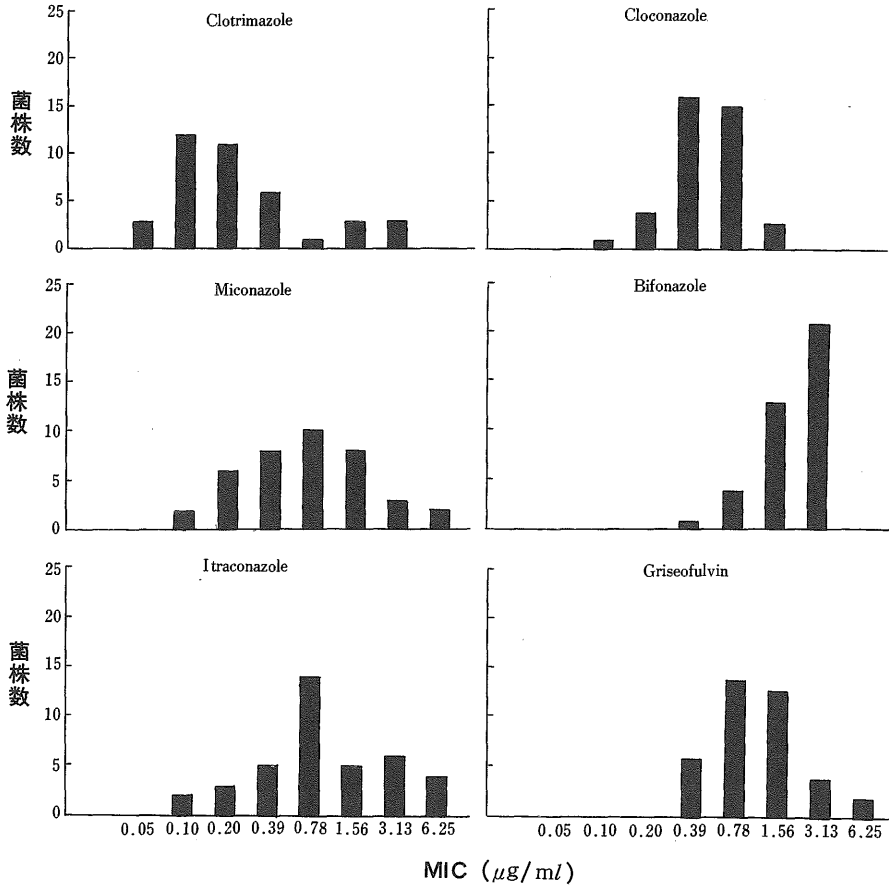 Clotrimazole
25
20
15
10
5
0
菌株数
Cloconazole
Miconazole
25
20
15
10
5
0
菌株数
Bifonazole
Itraconazole
25
20
15
10
5
0
菌株数
Griseofulvin
0.05 0.10 0.20 0.39 0.78 1.56 3.13 6.25
0.05 0.10 0.20 0.39 0.78 1.56 3.13 6.25
MIC (μg/ml)